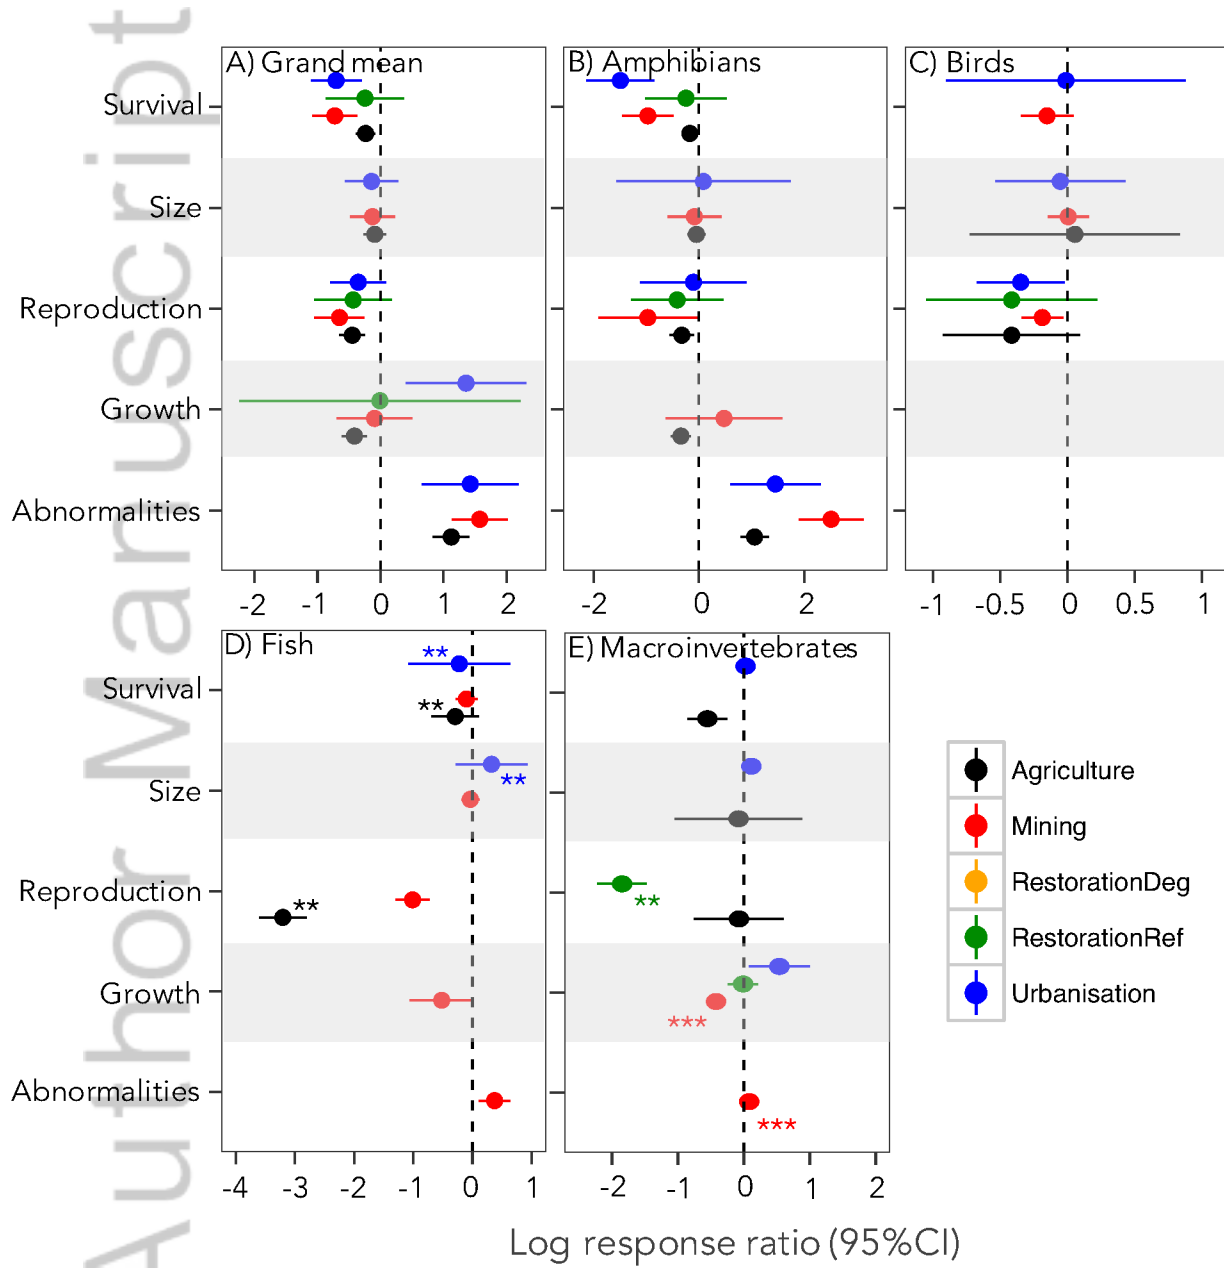 Author Manuscript
A) Grand mean
B) Amphibians
C) Birds
Survival
Size
Reproduction
Growth
Abnormalities
-2 -1 0 1 2
-2 0 2
-1 -0.5 0 0.5 1
D) Fish
E) Macroinvertebrates
Survival
**
**
Size
**
Reproduction
**
**
Growth
***
Abnormalities
***
-4 -3 -2 -1 0 1
-2 -1 0 1 2
Agriculture
Mining
RestorationDeg
RestorationRef
Urbanisation
Log response ratio (95%CI)